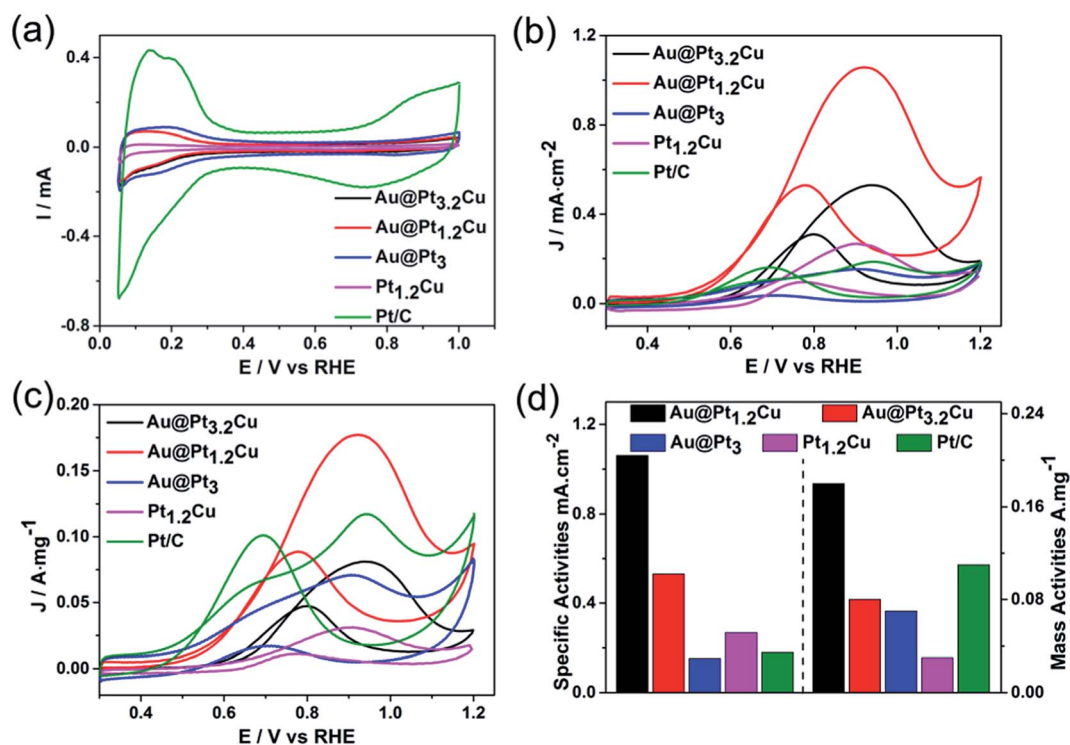 (a)
0.4
0.0
-0.4
-0.8
I / mA
Au@Pt3.2Cu
Au@Pt1.2Cu
Au@Pt3
Pt1.2Cu
Pt/C
0.0 0.2 0.4 0.6 0.8 1.0
E / V vs RHE
(b)
1.2
0.8
0.4
0.0
J / mA·cm-2
Au@Pt3.2Cu
Au@Pt1.2Cu
Au@Pt3
Pt1.2Cu
Pt/C
0.4 0.6 0.8 1.0 1.2
E / V vs RHE
(c)
0.20
0.15
0.10
0.05
0.00
J / A·mg-1
Au@Pt3.2Cu
Au@Pt1.2Cu
Au@Pt3
Pt1.2Cu
Pt/C
0.4 0.6 0.8 1.0 1.2
E / V vs RHE
(d)
Au@Pt1.2Cu Au@Pt3.2Cu
Au@Pt3 Pt1.2Cu Pt/C
1.2
0.8
0.4
0.0
Specific Activities mA.cm-2
0.24
0.16
0.08
0.00
Mass Activities A.mg-1